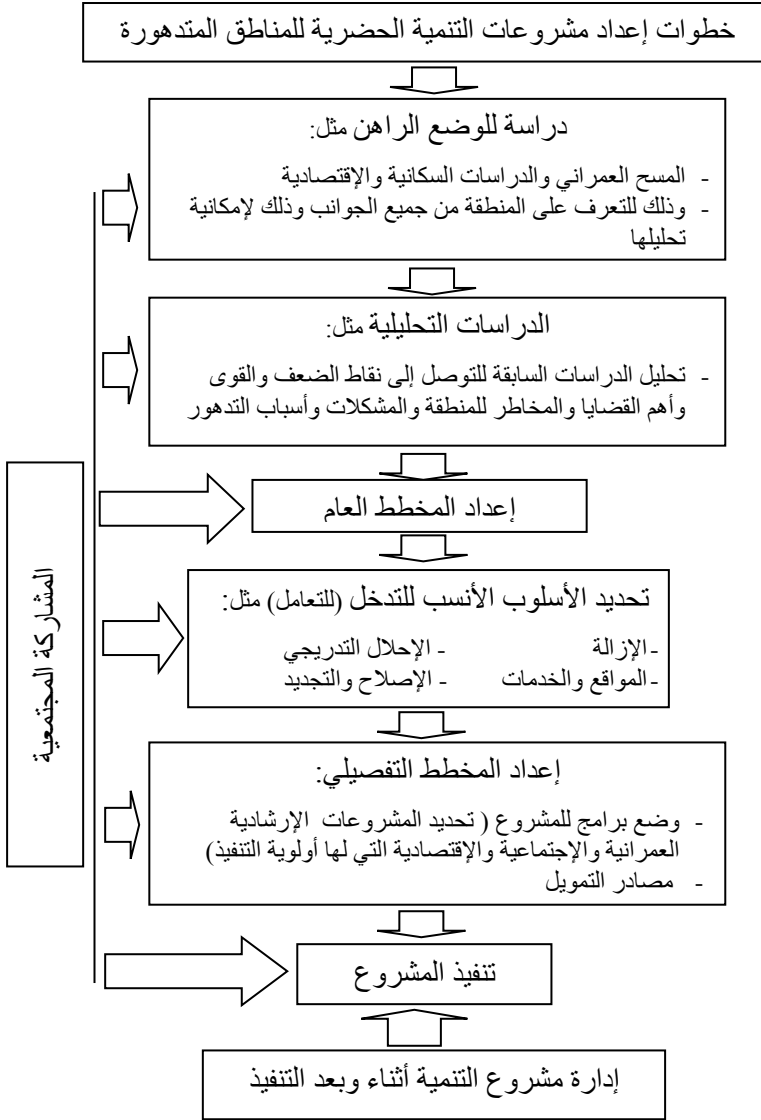 خطوات إعداد مشروعات التنمية الحضرية للمناطق المتدهورة
دراسة للوضع الراهن مثل:
- المسح العمراني والدراسات السكانية والإقتصادية
- وذلك للتعرف على المنطقة من جميع الجوانب وذلك لإمكانية
تحليلها
الدراسات التحليلية مثل:
- تحليل الدراسات السابقة للتوصل إلى نقاط الضعف والقوى
وأهم القضايا والمخاطر للمنطقة والمشكلات وأسباب التدهور
إعداد المخطط العام
تحديد الأسلوب الأنسب للتدخل (للتعامل) مثل:
- الإزالة - الإحلال التدريجي
- المواقع والخدمات - الإصلاح والتجديد
إعداد المخطط التفصيلي:
- وضع برامج للمشروع ( تحديد المشروعات الإرشادية
العمرانية والإجتماعية والإقتصادية التي لها أولوية التنفيذ)
- مصادر التمويل
تنفيذ المشروع
إدارة مشروع التنمية أثناء وبعد التنفيذ
المشاركة المجتمعية